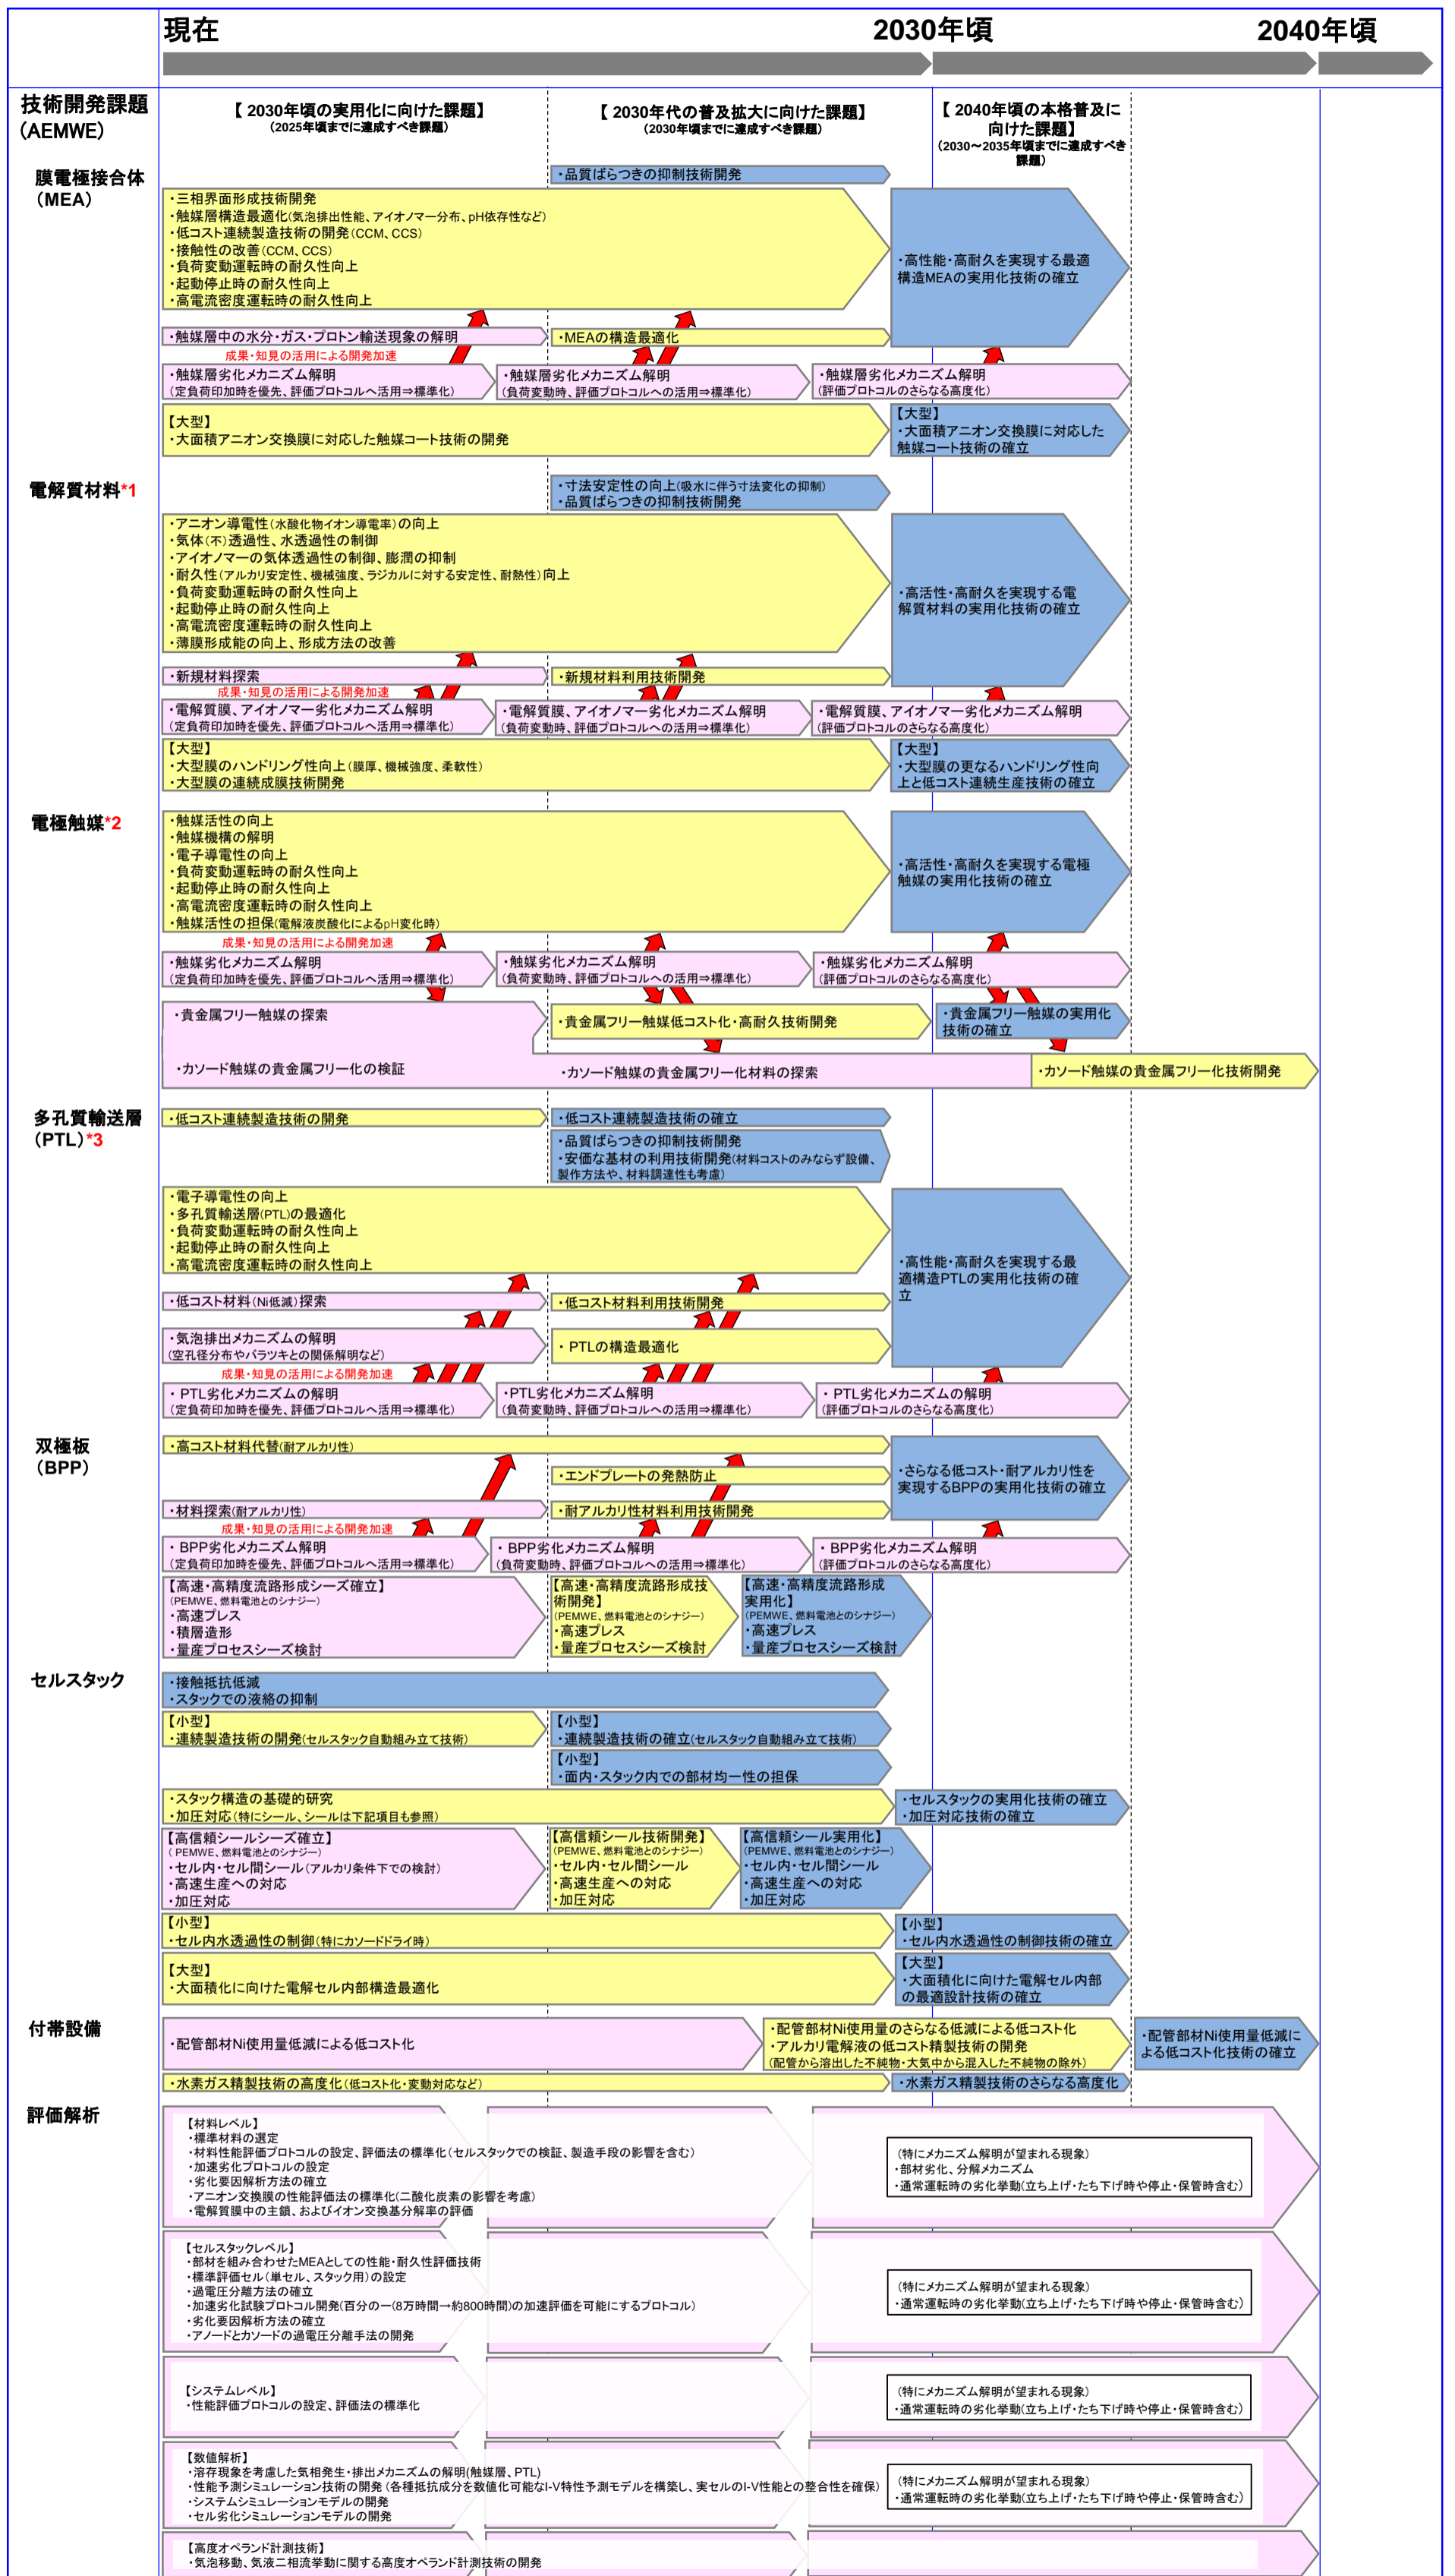 現在
2030年頃
2040年頃
技術開発課題
(AEMWE)
【 2030年頃の実用化に向けた課題】
(2025年頃までに達成すべき課題)
【 2030年代の普及拡大に向けた課題】
(2030年頃までに達成すべき課題)
【 2040年頃の本格普及に
向けた課題】
(2030～2035年頃までに達成すべき
課題)
膜電極接合体
(MEA)
・品質ばらつきの抑制技術開発
・三相界面形成技術開発
・触媒層構造最適化(気泡排出性能、アイオノマー分布、pH依存性など)
・低コスト連続製造技術の開発(CCM、CCS)
・接触性の改善(CCM、CCS)
・負荷変動運転時の耐久性向上
・起動停止時の耐久性向上
・高電流密度運転時の耐久性向上
・高性能・高耐久を実現する最適
構造MEAの実用化技術の確立
・触媒層中の水分・ガス・プロトン輸送現象の解明
・MEAの構造最適化
成果・知見の活用による開発加速
・触媒層劣化メカニズム解明
(定負荷印加時を優先、評価プロトコルへ活用⇒標準化)
・触媒層劣化メカニズム解明
(負荷変動時、評価プロトコルへの活用⇒標準化)
・触媒層劣化メカニズム解明
(評価プロトコルのさらなる高度化)
【大型】
・大面積アニオン交換膜に対応した触媒コート技術の開発
【大型】
・大面積アニオン交換膜に対応した
触媒コート技術の確立
電解質材料*1
・寸法安定性の向上(吸水に伴う寸法変化の抑制)
・品質ばらつきの抑制技術開発
・アニオン導電性(水酸化物イオン導電率)の向上
・気体(不)透過性、水透過性の制御
・アイオノマーの気体透過性の制御、膨潤の抑制
・耐久性(アルカリ安定性、機械強度、ラジカルに対する安定性、耐熱性)向上
・負荷変動運転時の耐久性向上
・起動停止時の耐久性向上
・高電流密度運転時の耐久性向上
・薄膜形成能の向上、形成方法の改善
・高活性・高耐久を実現する電
解質材料の実用化技術の確立
・新規材料探索
・新規材料利用技術開発
成果・知見の活用による開発加速
・電解質膜、アイオノマー劣化メカニズム解明
(定負荷印加時を優先、評価プロトコルへ活用⇒標準化)
・電解質膜、アイオノマー劣化メカニズム解明
(負荷変動時、評価プロトコルへの活用⇒標準化)
・電解質膜、アイオノマー劣化メカニズム解明
(評価プロトコルのさらなる高度化)
【大型】
・大型膜のハンドリング性向上(膜厚、機械強度、柔軟性)
・大型膜の連続成膜技術開発
【大型】
・大型膜の更なるハンドリング性向
上と低コスト連続生産技術の確立
電極触媒*2
・触媒活性の向上
・触媒機構の解明
・電子導電性の向上
・負荷変動運転時の耐久性向上
・起動停止時の耐久性向上
・高電流密度運転時の耐久性向上
・触媒活性の担保(電解液炭酸化によるpH変化時)
・高活性・高耐久を実現する電極
触媒の実用化技術の確立
成果・知見の活用による開発加速
・触媒劣化メカニズム解明
(定負荷印加時を優先、評価プロトコルへ活用⇒標準化)
・触媒劣化メカニズム解明
(負荷変動時、評価プロトコルへの活用⇒標準化)
・触媒劣化メカニズム解明
(評価プロトコルのさらなる高度化)
・貴金属フリー触媒の探索
・貴金属フリー触媒低コスト化・高耐久技術開発
・貴金属フリー触媒の実用化
技術の確立
・カソード触媒の貴金属フリー化の検証
・カソード触媒の貴金属フリー化材料の探索
・カソード触媒の貴金属フリー化技術開発
多孔質輸送層
(PTL)*3
・低コスト連続製造技術の開発
・低コスト連続製造技術の確立
・品質ばらつきの抑制技術開発
・安価な基材の利用技術開発(材料コストのみならず設備、
製作方法や、材料調達性も考慮)
・電子導電性の向上
・多孔質輸送層(PTL)の最適化
・負荷変動運転時の耐久性向上
・起動停止時の耐久性向上
・高電流密度運転時の耐久性向上
・高性能・高耐久を実現する最
適構造PTLの実用化技術の確
立
・低コスト材料(Ni低減)探索
・低コスト材料利用技術開発
・気泡排出メカニズムの解明
(空孔径分布やバラツキとの関係解明など)
・ PTLの構造最適化
成果・知見の活用による開発加速
・ PTL劣化メカニズムの解明
(定負荷印加時を優先、評価プロトコルへ活用⇒標準化)
・PTL劣化メカニズム解明
(負荷変動時、評価プロトコルへの活用⇒標準化)
・ PTL劣化メカニズムの解明
(評価プロトコルのさらなる高度化)
双極板
(BPP)
・高コスト材料代替(耐アルカリ性)
・エンドプレートの発熱防止
・さらなる低コスト・耐アルカリ性を
実現するBPPの実用化技術の確立
・材料探索(耐アルカリ性)
・耐アルカリ性材料利用技術開発
成果・知見の活用による開発加速
・ BPP劣化メカニズム解明
(定負荷印加時を優先、評価プロトコルへ活用⇒標準化)
・ BPP劣化メカニズム解明
(負荷変動時、評価プロトコルへの活用⇒標準化)
・ BPP劣化メカニズム解明
(評価プロトコルのさらなる高度化)
【高速・高精度流路形成シーズ確立】
(PEMWE、燃料電池とのシナジー)
・高速プレス
・積層造形
・量産プロセスシーズ検討
【高速・高精度流路形成技
術開発】
(PEMWE、燃料電池とのシナジー)
・高速プレス
・量産プロセスシーズ検討
【高速・高精度流路形成
実用化】
(PEMWE、燃料電池とのシナジー)
・高速プレス
・量産プロセスシーズ検討
セルスタック
・接触抵抗低減
・スタックでの液絡の抑制
【小型】
・連続製造技術の開発(セルスタック自動組み立て技術)
【小型】
・連続製造技術の確立(セルスタック自動組み立て技術)
【小型】
・面内・スタック内での部材均一性の担保
・スタック構造の基礎的研究
・加圧対応(特にシール、シールは下記項目も参照)
・セルスタックの実用化技術の確立
・加圧対応技術の確立
【高信頼シールシーズ確立】
( PEMWE、燃料電池とのシナジー)
・セル内・セル間シール(アルカリ条件下での検討)
・高速生産への対応
・加圧対応
【高信頼シール技術開発】
(PEMWE、燃料電池とのシナジー)
・セル内・セル間シール
・高速生産への対応
・加圧対応
【高信頼シール実用化】
(PEMWE、燃料電池とのシナジー)
・セル内・セル間シール
・高速生産への対応
・加圧対応
【小型】
・セル内水透過性の制御(特にカソードドライ時)
【小型】
・セル内水透過性の制御技術の確立
【大型】
・大面積化に向けた電解セル内部構造最適化
【大型】
・大面積化に向けた電解セル内部
の最適設計技術の確立
付帯設備
・配管部材Ni使用量低減による低コスト化
・配管部材Ni使用量のさらなる低減による低コスト化
・アルカリ電解液の低コスト精製技術の開発
(配管から溶出した不純物・大気中から混入した不純物の除外)
・配管部材Ni使用量低減に
よる低コスト化技術の確立
・水素ガス精製技術の高度化(低コスト化・変動対応など)
・水素ガス精製技術のさらなる高度化
評価解析
【材料レベル】
・標準材料の選定
・材料性能評価プロトコルの設定、評価法の標準化(セルスタックでの検証、製造手段の影響を含む)
・加速劣化プロトコルの設定
・劣化要因解析方法の確立
・アニオン交換膜の性能評価法の標準化(二酸化炭素の影響を考慮)
・電解質膜中の主鎖、およびイオン交換基分解率の評価
(特にメカニズム解明が望まれる現象)
・部材劣化、分解メカニズム
・通常運転時の劣化挙動(立ち上げ・たち下げ時や停止・保管時含む)
【セルスタックレベル】
・部材を組み合わせたMEAとしての性能・耐久性評価技術
・標準評価セル(単セル、スタック用)の設定
・過電圧分離方法の確立
・加速劣化試験プロトコル開発(百分の一(8万時間→約800時間)の加速評価を可能にするプロトコル)
・劣化要因解析方法の確立
・アノードとカソードの過電圧分離手法の開発
(特にメカニズム解明が望まれる現象)
・通常運転時の劣化挙動(立ち上げ・たち下げ時や停止・保管時含む)
【システムレベル】
・性能評価プロトコルの設定、評価法の標準化
(特にメカニズム解明が望まれる現象)
・通常運転時の劣化挙動(立ち上げ・たち下げ時や停止・保管時含む)
【数値解析】
・溶存現象を考慮した気相発生・排出メカニズムの解明(触媒層、PTL)
・性能予測シミュレーション技術の開発(各種抵抗成分を数値化可能なI-V特性予測モデルを構築し、実セルのI-V性能との整合性を確保)
・システムシミュレーションモデルの開発
・セル劣化シミュレーションモデルの開発
(特にメカニズム解明が望まれる現象)
・通常運転時の劣化挙動(立ち上げ・たち下げ時や停止・保管時含む)
【高度オペランド計測技術】
・気泡移動、気液二相流挙動に関する高度オペランド計測技術の開発